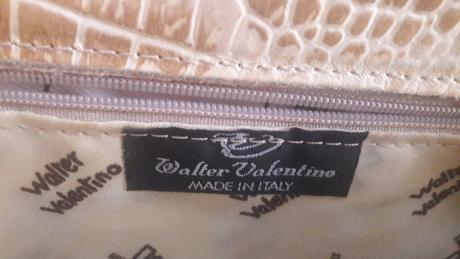 Walter Valentino
MADE IN ITALY
Walter
Valentino
Walter
Valentino